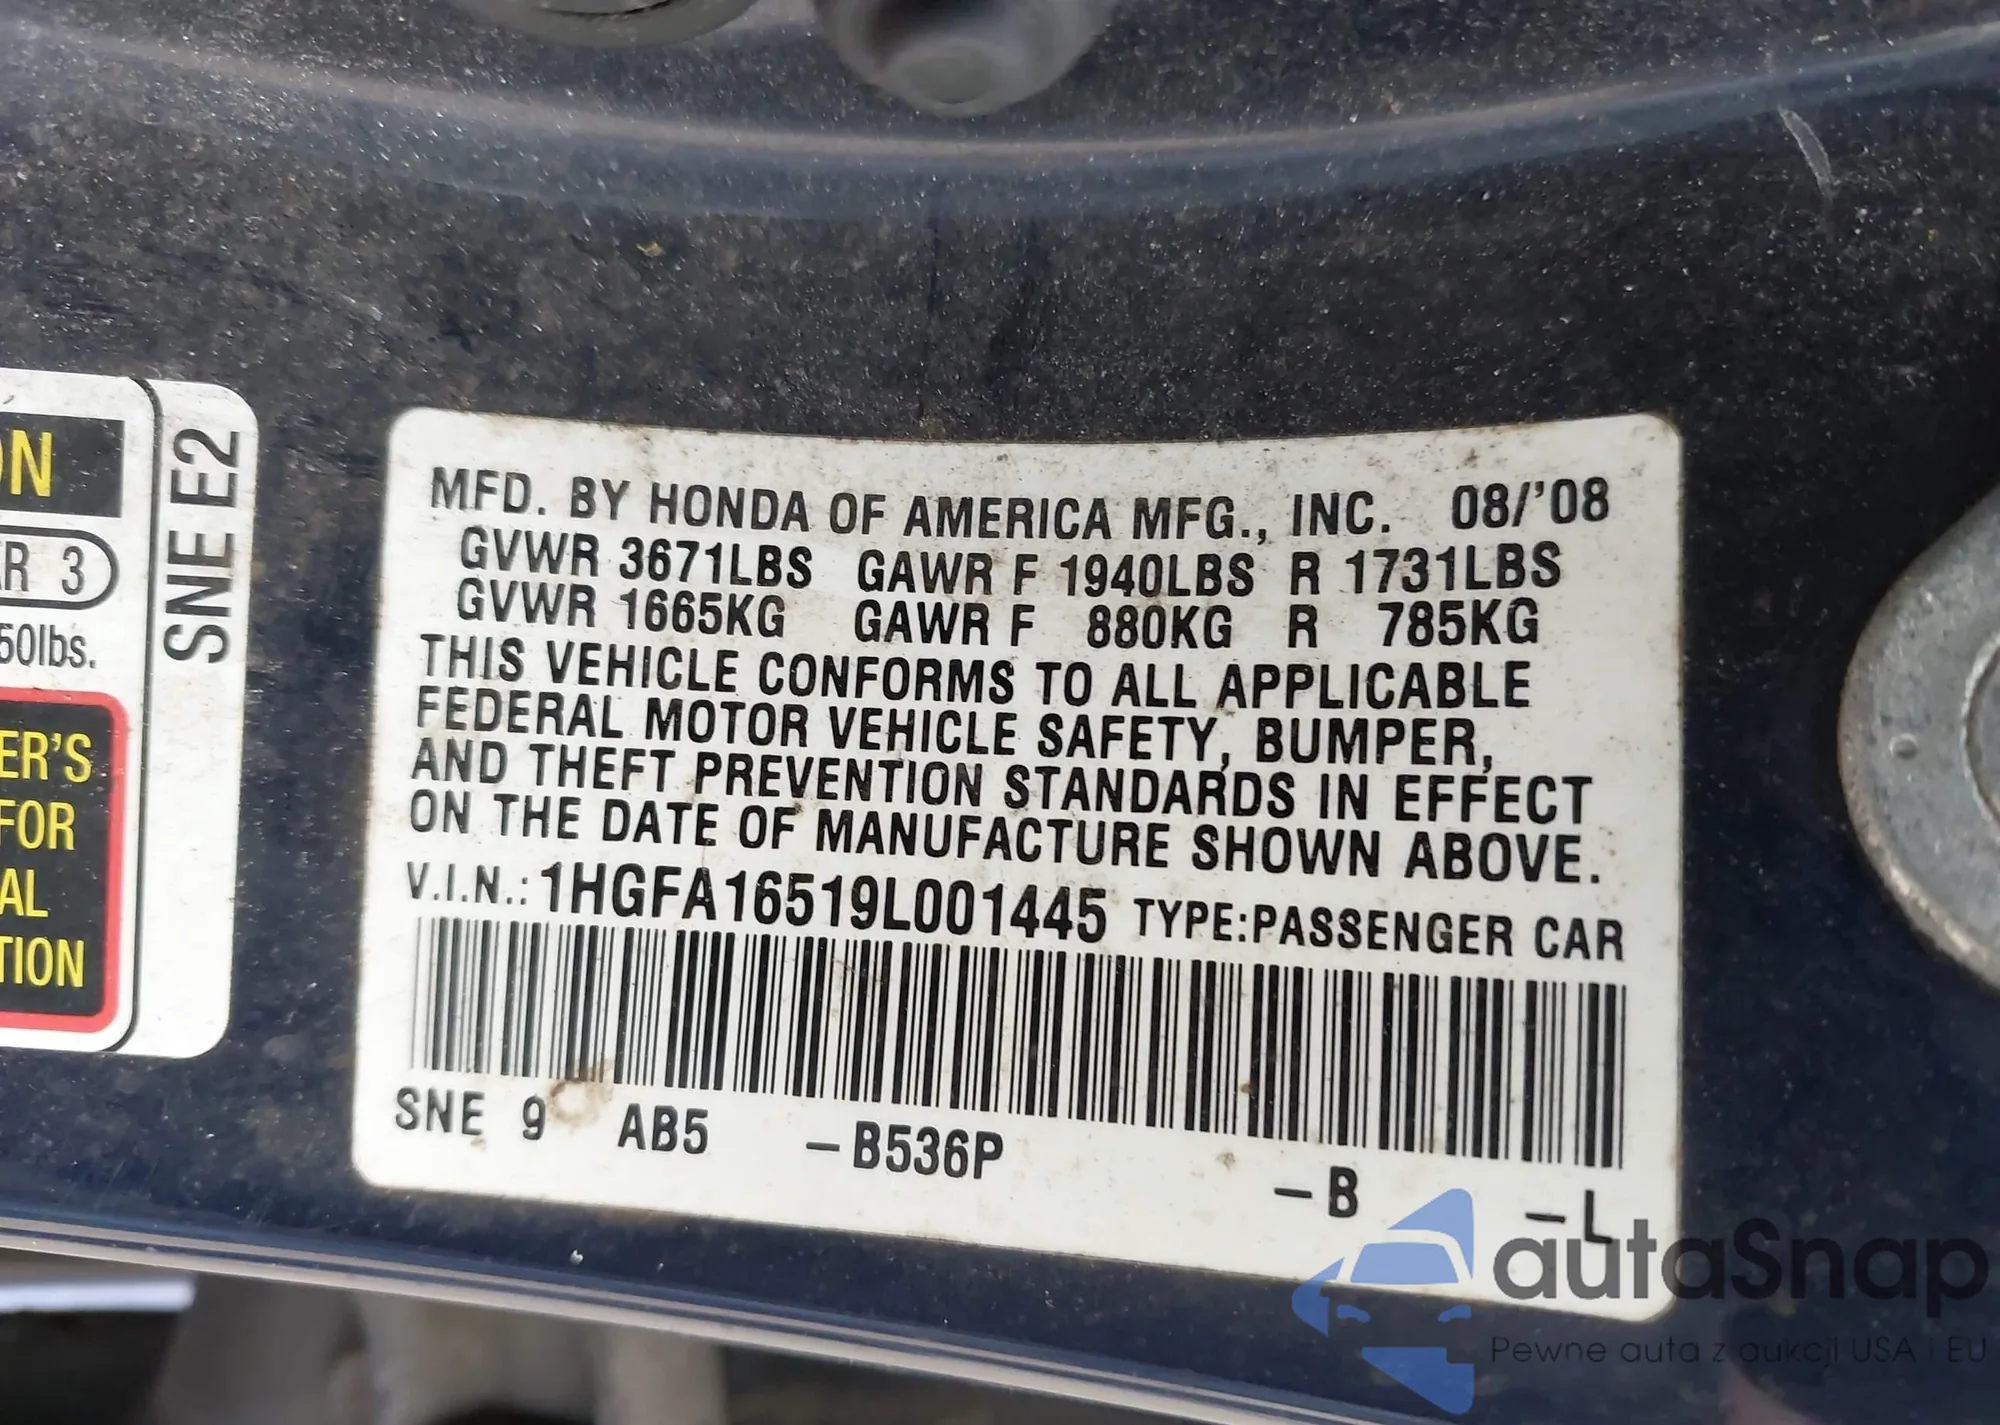 ON
R 3
50lbs.
ER'S
FOR
AL
TION
SNE E2
MFD. BY HONDA OF AMERICA MFG., INC. 08/'08
GVWR 3671LBS GAWR F 1940LBS R 1731LBS
GVWR 1665KG GAWR F 880KG R 785KG
THIS VEHICLE CONFORMS TO ALL APPLICABLE
FEDERAL MOTOR VEHICLE SAFETY, BUMPER,
AND THEFT PREVENTION STANDARDS IN EFFECT
ON THE DATE OF MANUFACTURE SHOWN ABOVE.
V.I.N.: 1HGFA16519L001445 TYPE:PASSENGER CAR
SNE 9 AB5 -B536P -B -L
autaSnap
Pewne auta z aukcji USA i EU